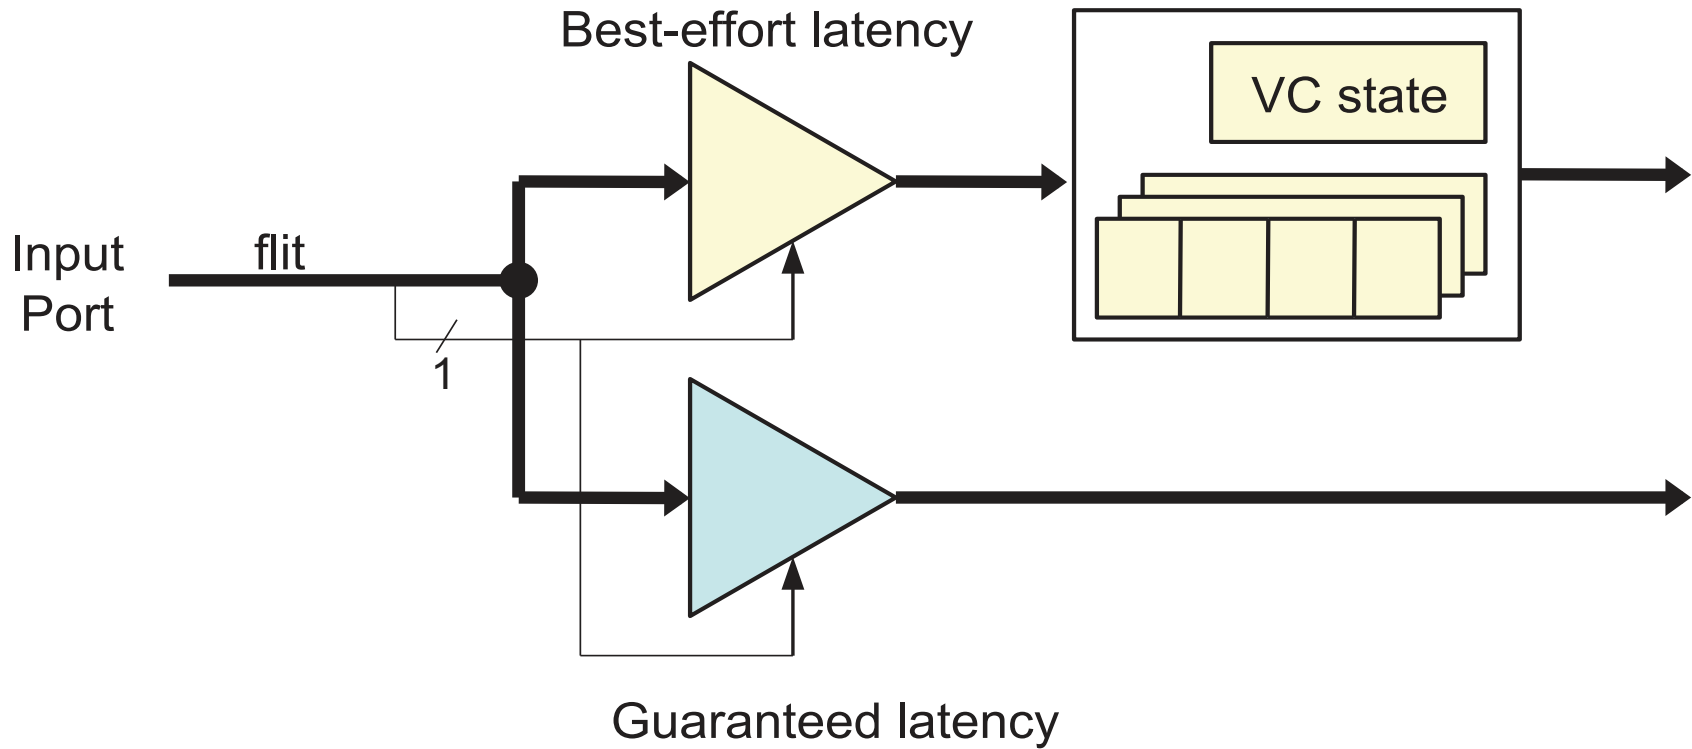 Best-effort latency
VC state
Input
Port
flit
1
Guaranteed latency